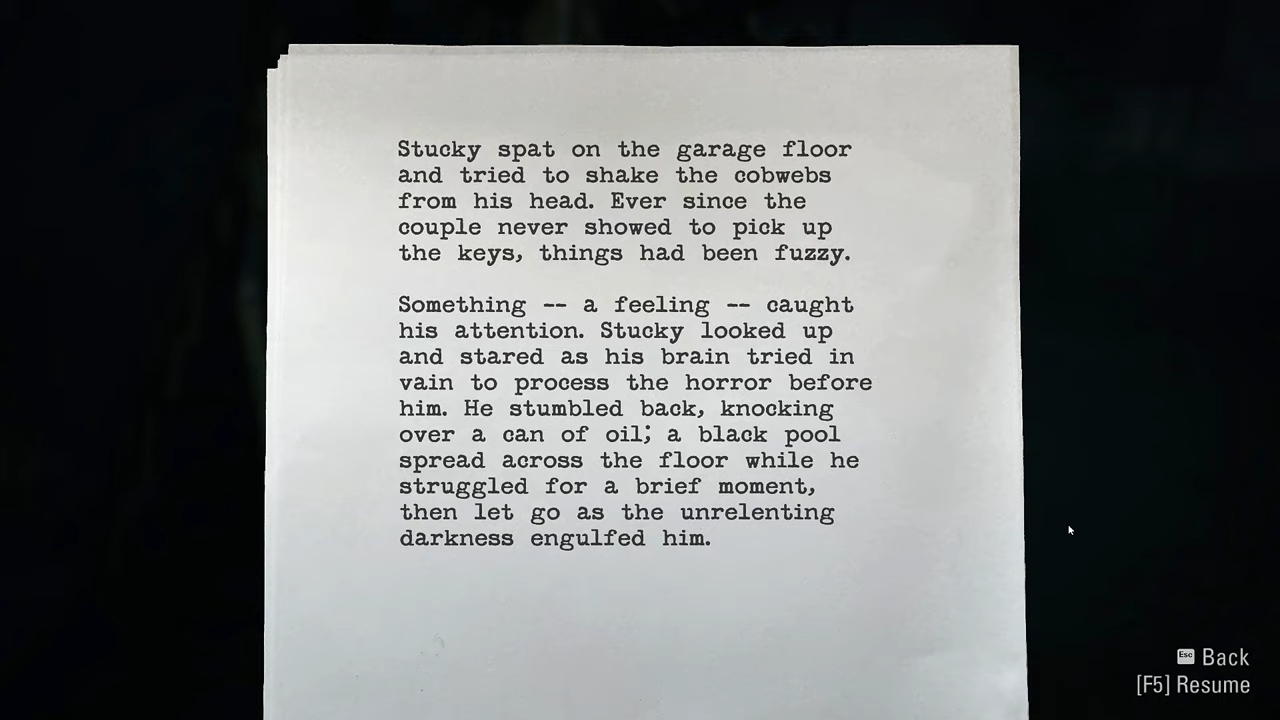 Stucky spat on the garage floor
and tried to shake the cobwebs
from his head. Ever since the
couple never showed to pick up
the keys, things had been fuzzy.
Something -- a feeling -- caught
his attention. Stucky looked up
and stared as his brain tried in
vain to process the horror before
him. He stumbled back, knocking
over a can of oil; a black pool
spread across the floor while he
struggled for a brief moment,
then let go as the unrelenting
darkness engulfed him.
Esc Back
[F5] Resume